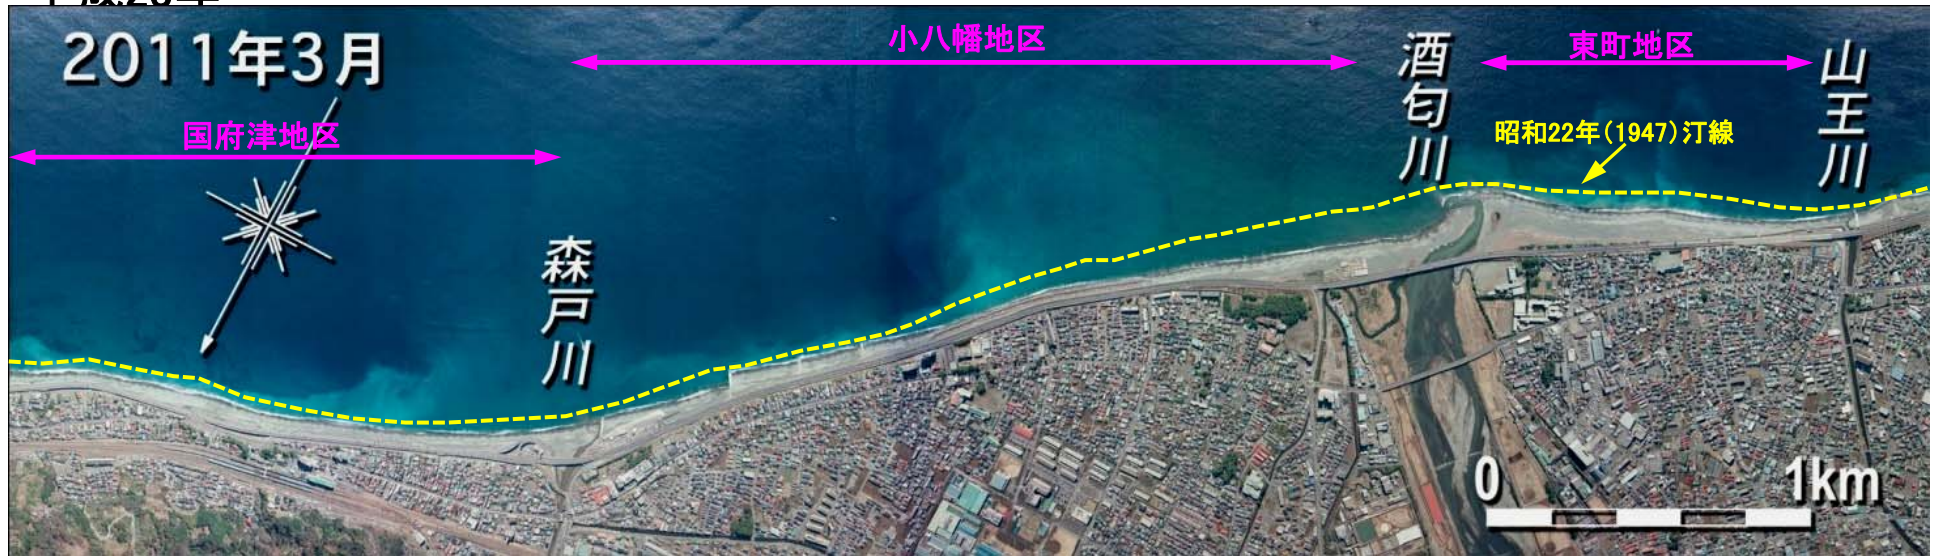 2011年3月
小八幡地区
東町地区
国府津地区
昭和22年(1947)汀線
酒匂川
山王川
森戸川
0
1km